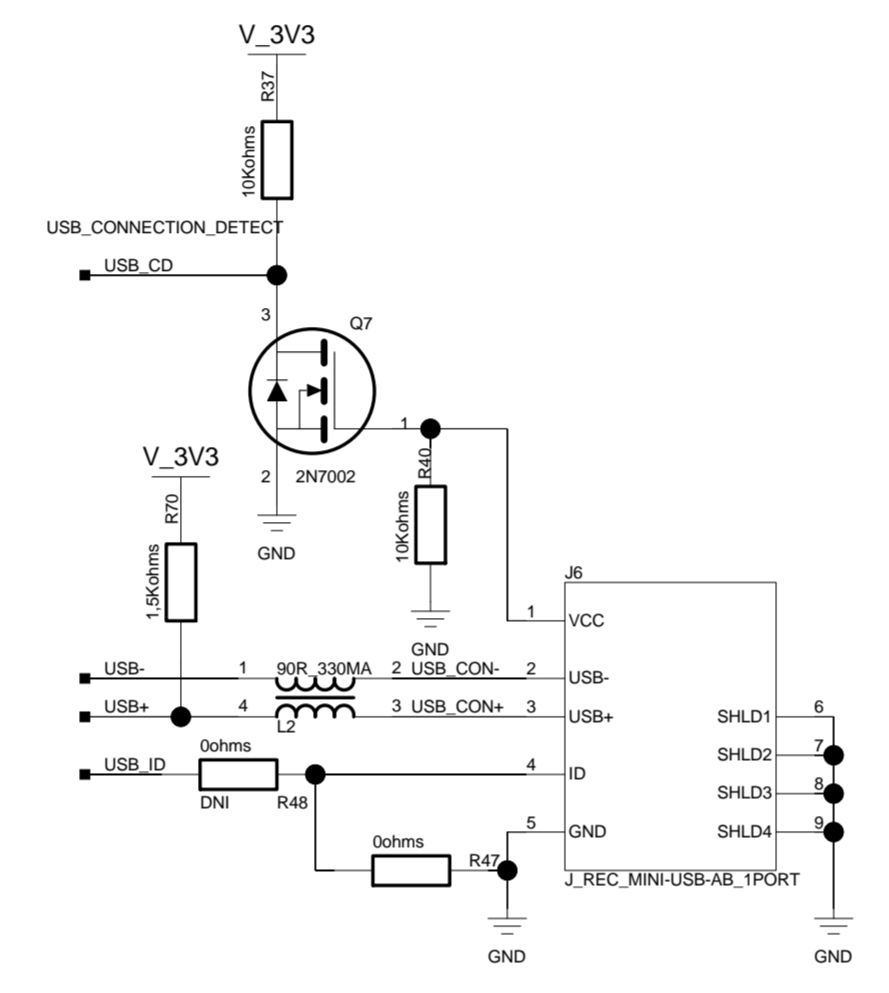 V_3V3
R37
10Kohms
USB_CONNECTION_DETECT
USB_CD
3
Q7
1
2
2N7002
GND
V_3V3
R70
1,5Kohms
R40
10Kohms
GND
J6
1 VCC
USB- 1 90R_330MA 2 USB_CON- 2 USB-
USB+ 4 L2 3 USB_CON+ 3 USB+
SHLD1 6
SHLD2 7
SHLD3 8
SHLD4 9
USB_ID 0ohms 4 ID
DNI R48
5 GND
0ohms R47
J_REC_MINI-USB-AB_1PORT
GND
GND